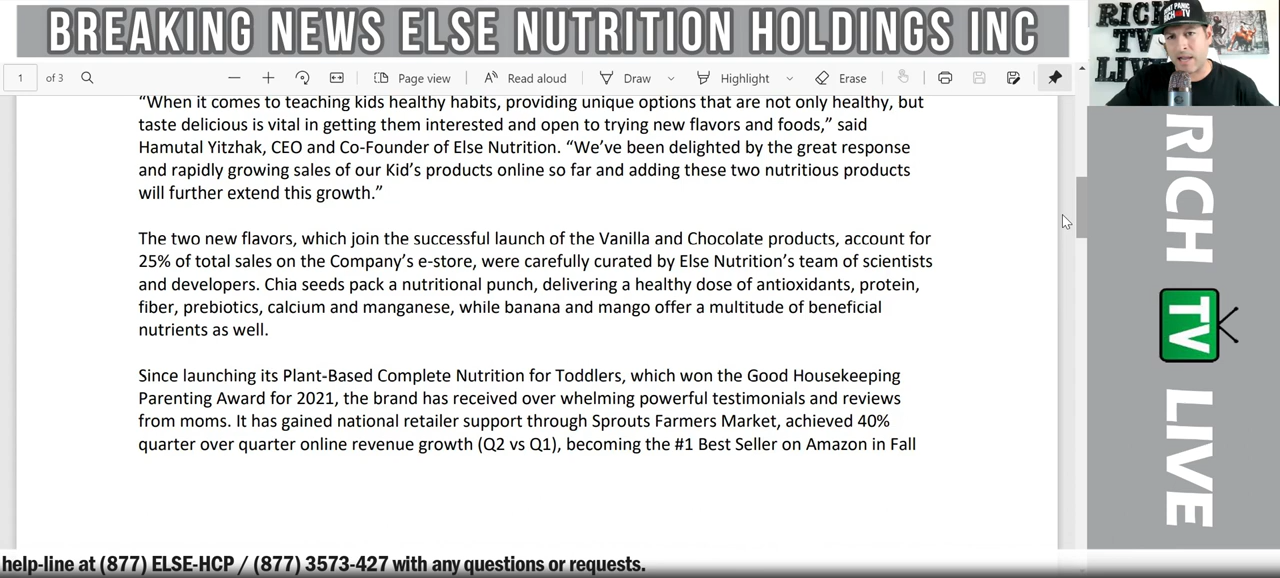 BREAKING NEWS ELSE NUTRITION HOLDINGS INC
1 of 3 Page view Read aloud Draw Highlight Erase
“When it comes to teaching kids healthy habits, providing unique options that are not only healthy, but
taste delicious is vital in getting them interested and open to trying new flavors and foods,” said
Hamutal Yitzhak, CEO and Co-Founder of Else Nutrition. “We’ve been delighted by the great response
and rapidly growing sales of our Kid’s products online so far and adding these two nutritious products
will further extend this growth.”
The two new flavors, which join the successful launch of the Vanilla and Chocolate products, account for
25% of total sales on the Company’s e-store, were carefully curated by Else Nutrition’s team of scientists
and developers. Chia seeds pack a nutritional punch, delivering a healthy dose of antioxidants, protein,
fiber, prebiotics, calcium and manganese, while banana and mango offer a multitude of beneficial
nutrients as well.
Since launching its Plant-Based Complete Nutrition for Toddlers, which won the Good Housekeeping
Parenting Award for 2021, the brand has received over whelming powerful testimonials and reviews
from moms. It has gained national retailer support through Sprouts Farmers Market, achieved 40%
quarter over quarter online revenue growth (Q2 vs Q1), becoming the #1 Best Seller on Amazon in Fall
help-line at (877) ELSE-HCP / (877) 3573-427 with any questions or requests.
RICH
TV
LIVE
RICH
TV
LIVE